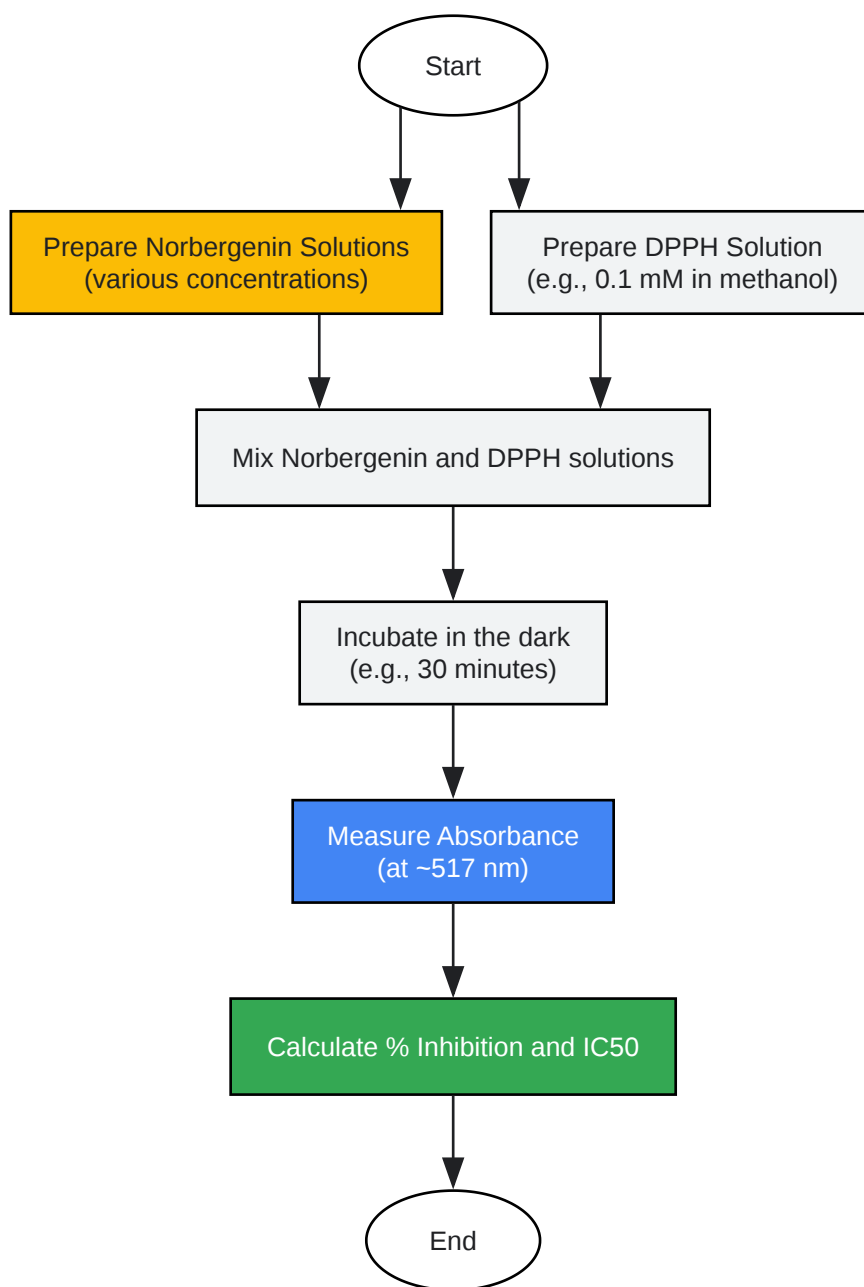 Start
Prepare Norbergenin Solutions
(various concentrations)
Prepare DPPH Solution
(e.g., 0.1 mM in methanol)
Mix Norbergenin and DPPH solutions
Incubate in the dark
(e.g., 30 minutes)
Measure Absorbance
(at ~517 nm)
Calculate % Inhibition and IC50
End